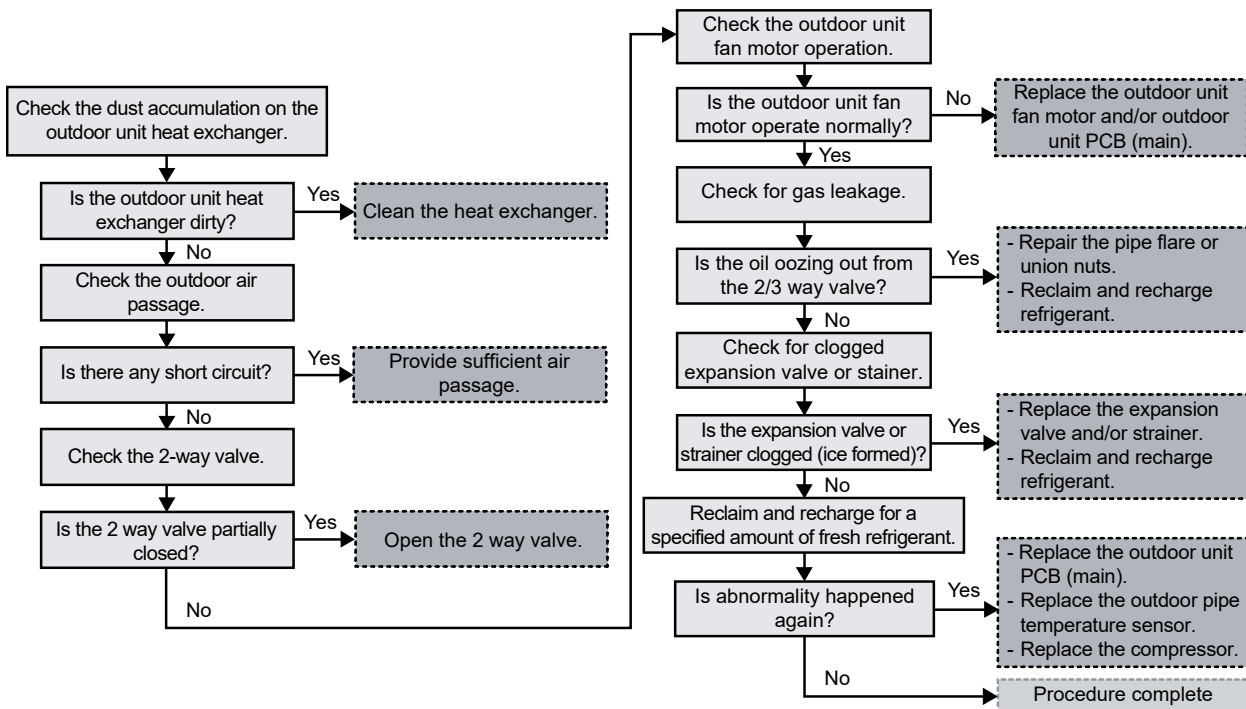 Check the dust accumulation on the
outdoor unit heat exchanger.
Is the outdoor unit heat
exchanger dirty?
Yes
Clean the heat exchanger.
No
Check the outdoor air
passage.
Is there any short circuit?
Yes
Provide sufficient air
passage.
No
Check the 2-way valve.
Is the 2 way valve partially
closed?
Yes
Open the 2 way valve.
No
Check the outdoor unit
fan motor operation.
Is the outdoor unit fan
motor operate normally?
No
Replace the outdoor unit
fan motor and/or outdoor
unit PCB (main).
Yes
Check for gas leakage.
Is the oil oozing out from
the 2/3 way valve?
Yes
- Repair the pipe flare or
union nuts.
- Reclaim and recharge
refrigerant.
No
Check for clogged
expansion valve or stainer.
Is the expansion valve or
strainer clogged (ice formed)?
Yes
- Replace the expansion
valve and/or strainer.
- Reclaim and recharge
refrigerant.
No
Reclaim and recharge for a
specified amount of fresh refrigerant.
Is abnormality happened
again?
Yes
- Replace the outdoor unit
PCB (main).
- Replace the outdoor pipe
temperature sensor.
- Replace the compressor.
No
Procedure complete